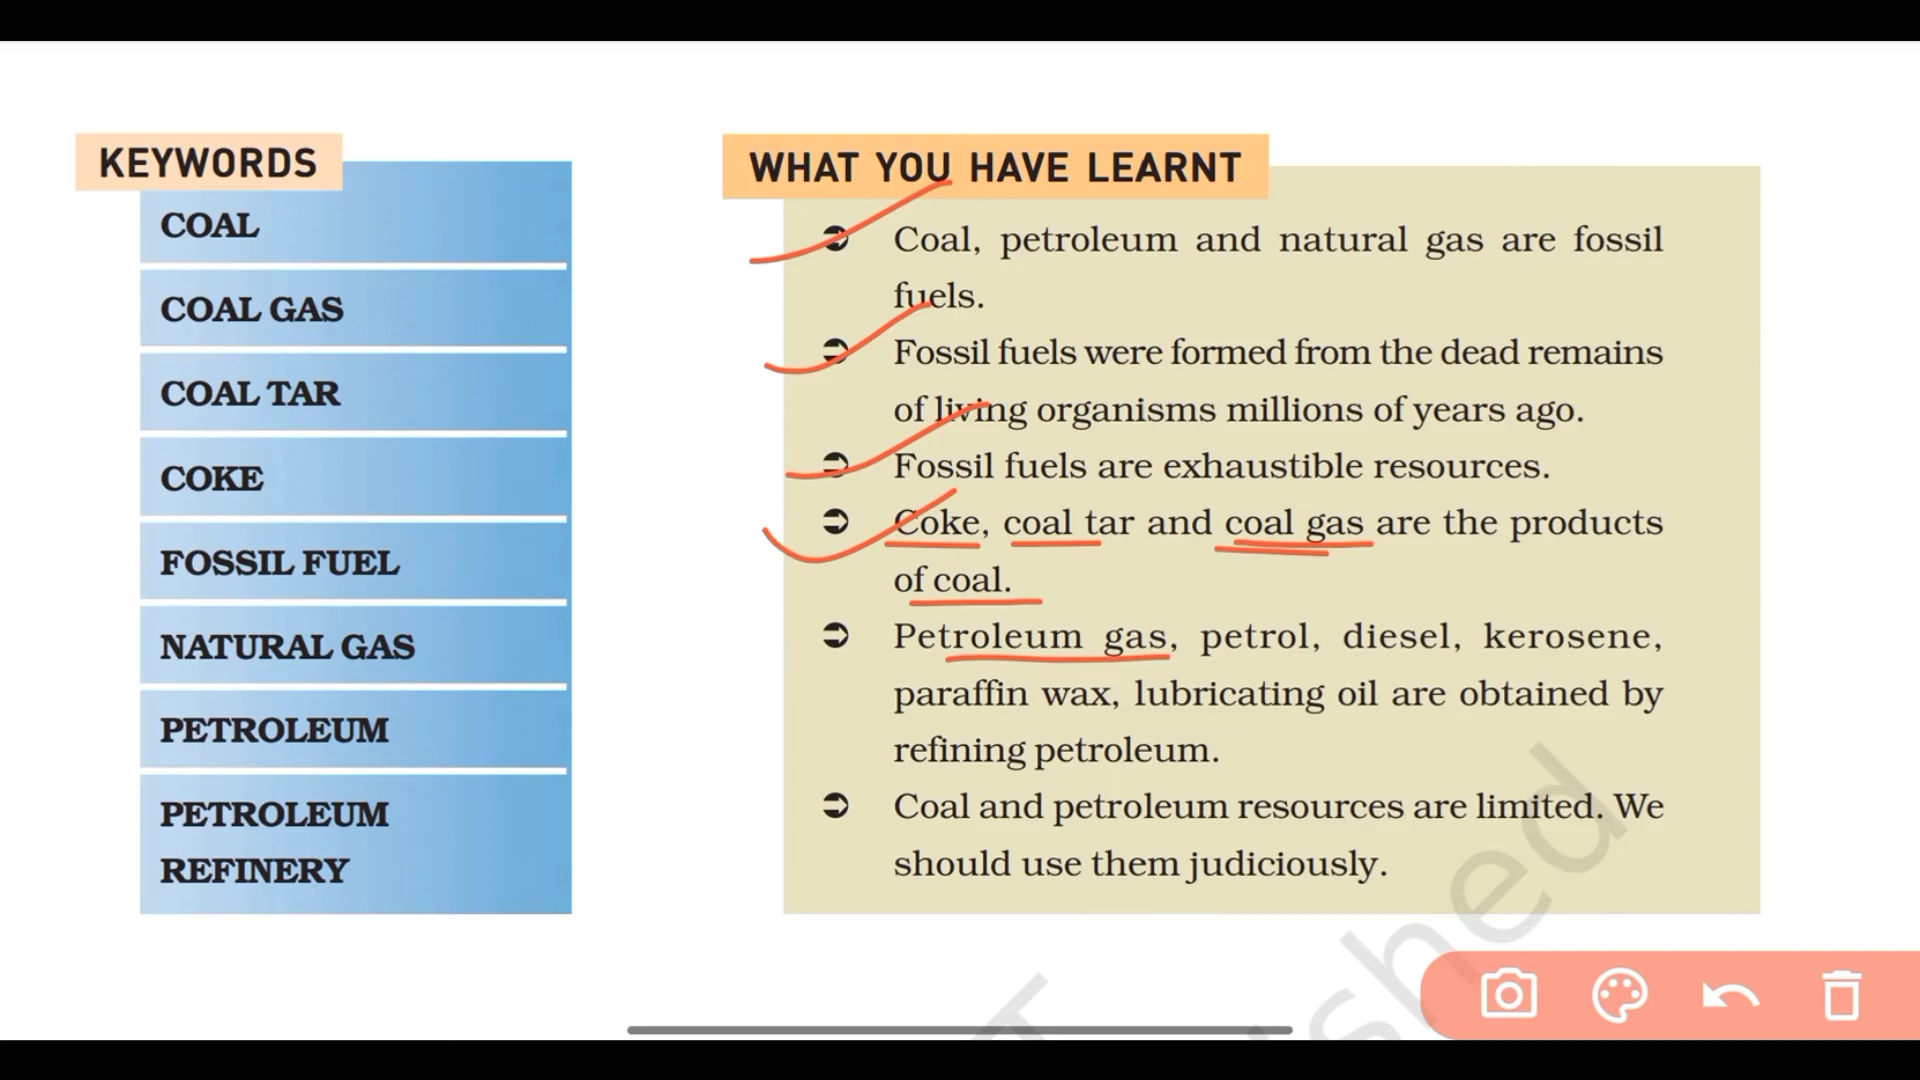 KEYWORDS
COAL
COAL GAS
COAL TAR
COKE
FOSSIL FUEL
NATURAL GAS
PETROLEUM
PETROLEUM
REFINERY
WHAT YOU HAVE LEARNT
Coal, petroleum and natural gas are fossil
fuels.
Fossil fuels were formed from the dead remains
of living organisms millions of years ago.
Fossil fuels are exhaustible resources.
Coke, coal tar and coal gas are the products
of coal.
Petroleum gas, petrol, diesel, kerosene,
paraffin wax, lubricating oil are obtained by
refining petroleum.
Coal and petroleum resources are limited. We
should use them judiciously.